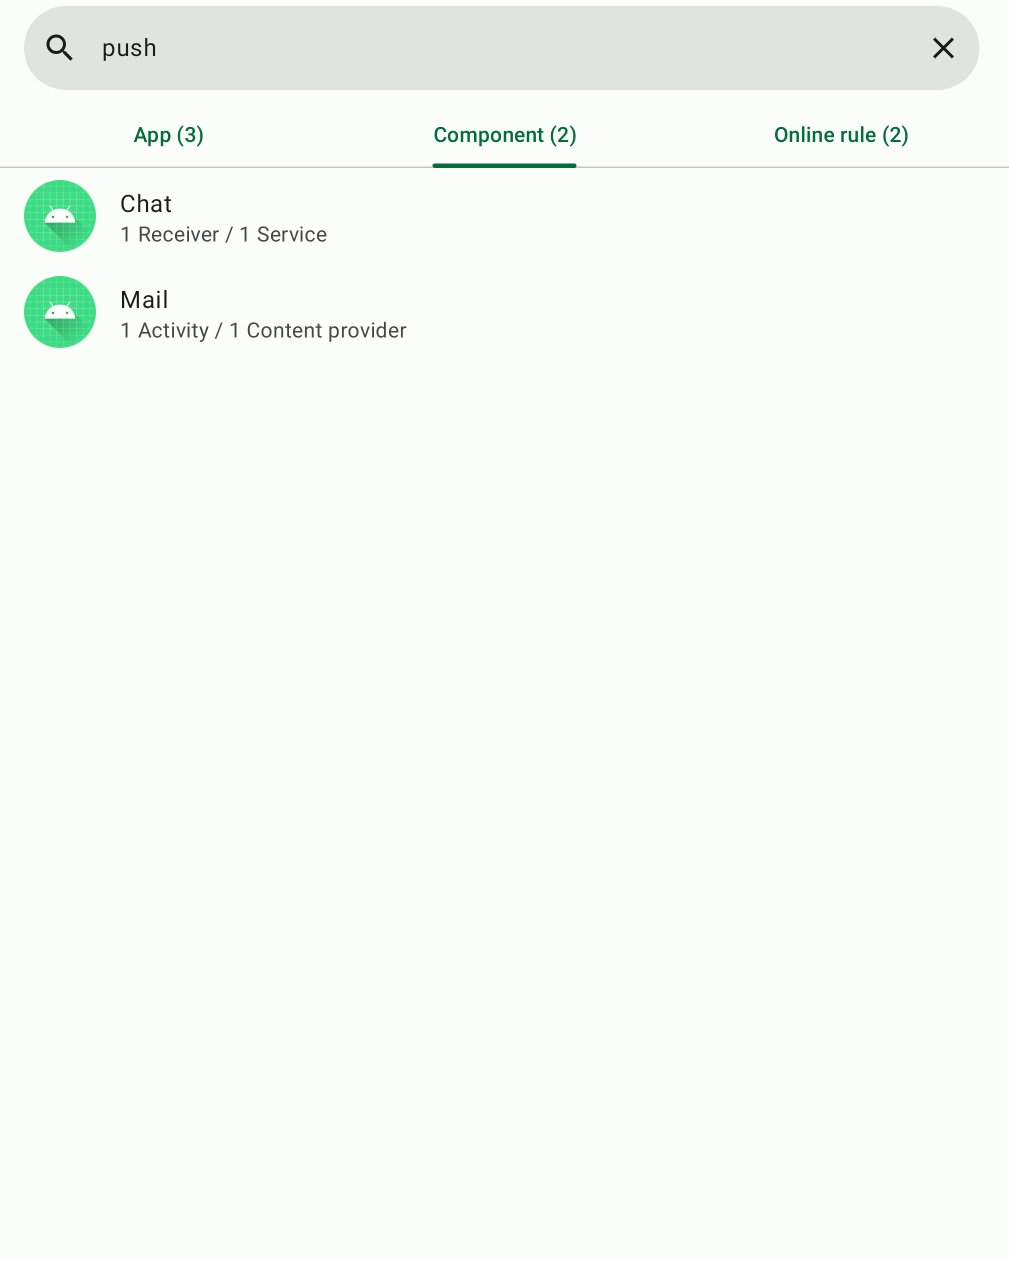 push
App (3)
Component (2)
Online rule (2)
Chat
1 Receiver / 1 Service
Mail
1 Activity / 1 Content provider